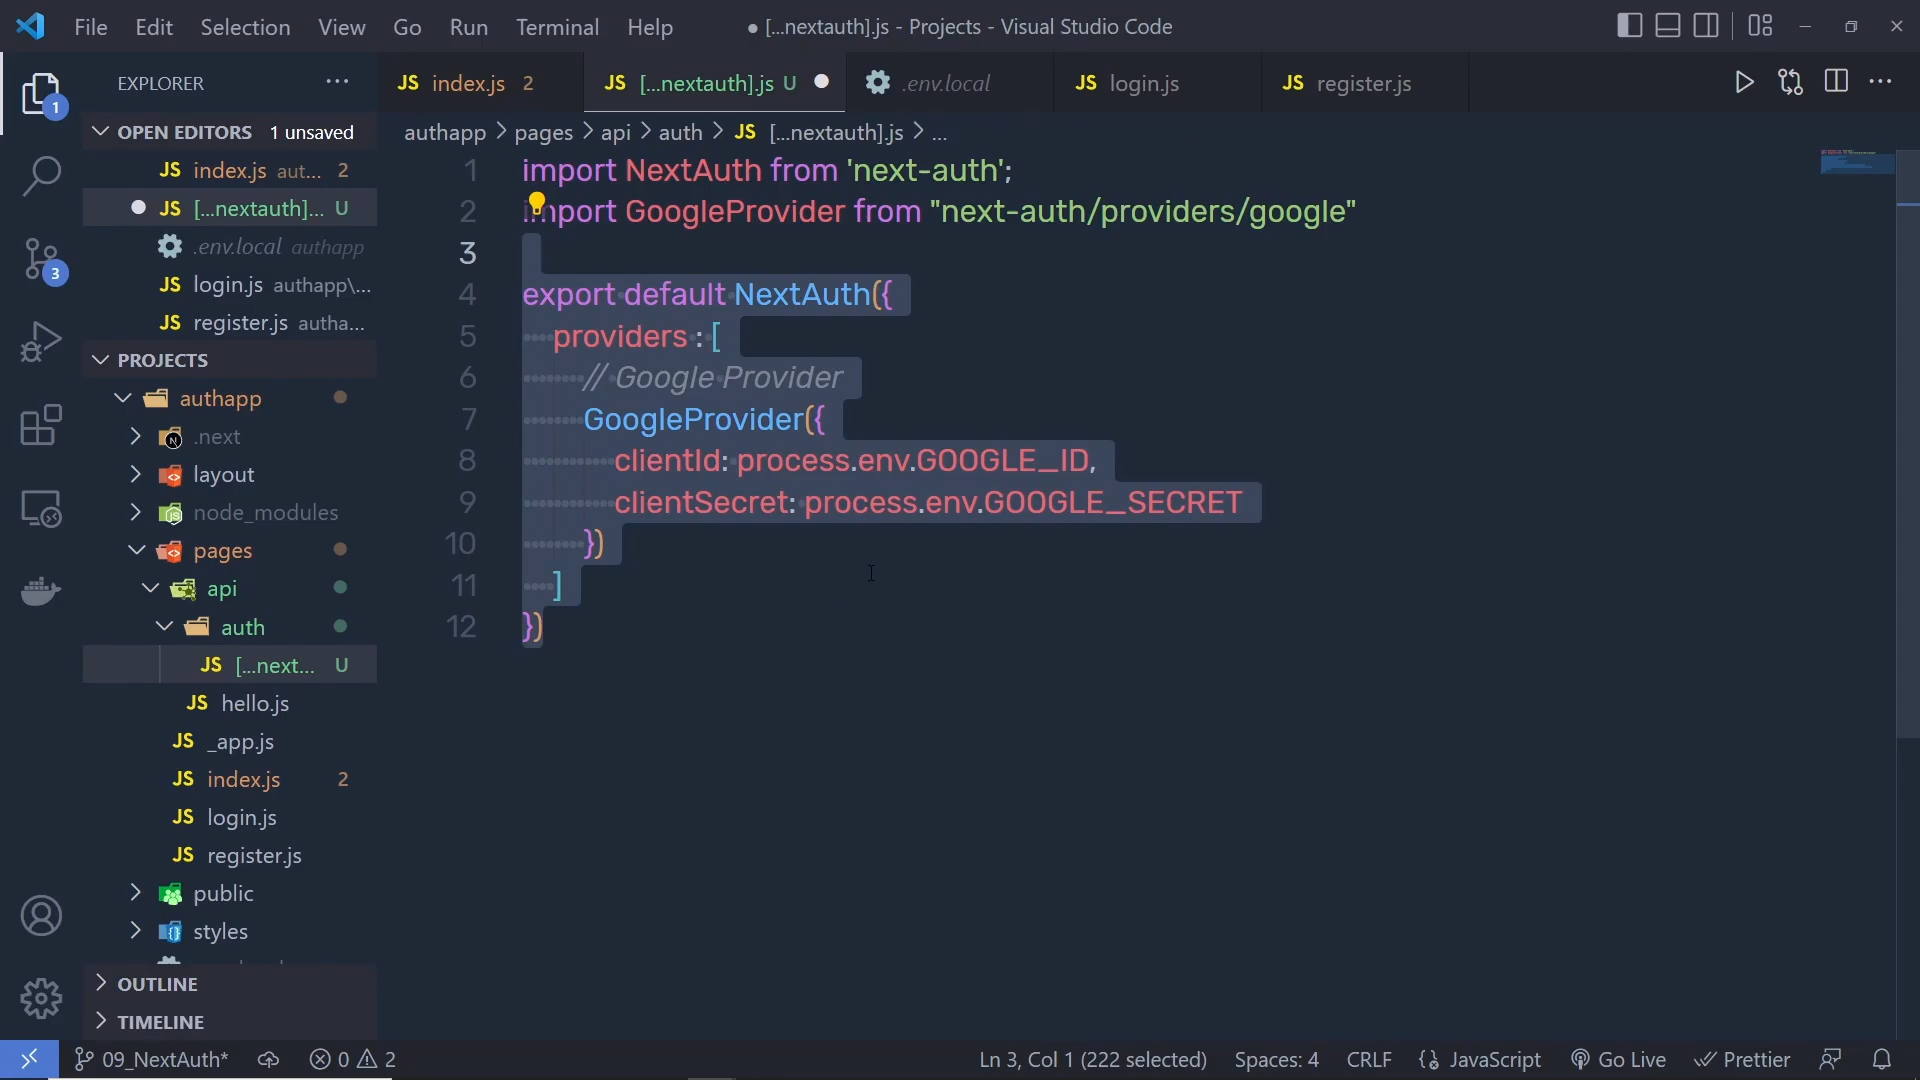 File Edit Selection View Go Run Terminal Help
● [...nextauth].js - Projects - Visual Studio Code
EXPLORER
1
OPEN EDITORS 1 unsaved
JS index.js aut... 2
● JS [...nextauth]... U
.env.local authapp
JS login.js authapp\...
JS register.js autha...
3
PROJECTS
authapp
.next
layout
node_modules
pages
api
auth
JS [...next... U
JS hello.js
JS _app.js
JS index.js 2
JS login.js
JS register.js
public
styles
OUTLINE
TIMELINE
JS index.js 2
JS [...nextauth].js U ●
.env.local
JS login.js
JS register.js
authapp > pages > api > auth > JS [...nextauth].js > ...
1 import NextAuth from 'next-auth';
2 import GoogleProvider from "next-auth/providers/google"
3
4 export default NextAuth({
5 providers : [
6 // Google Provider
7 GoogleProvider({
8 clientId: process.env.GOOGLE_ID,
9 clientSecret: process.env.GOOGLE_SECRET
10 })
11 ]
12 })
09_NextAuth* 0 2
Ln 3, Col 1 (222 selected) Spaces: 4 CRLF JavaScript Go Live Prettier